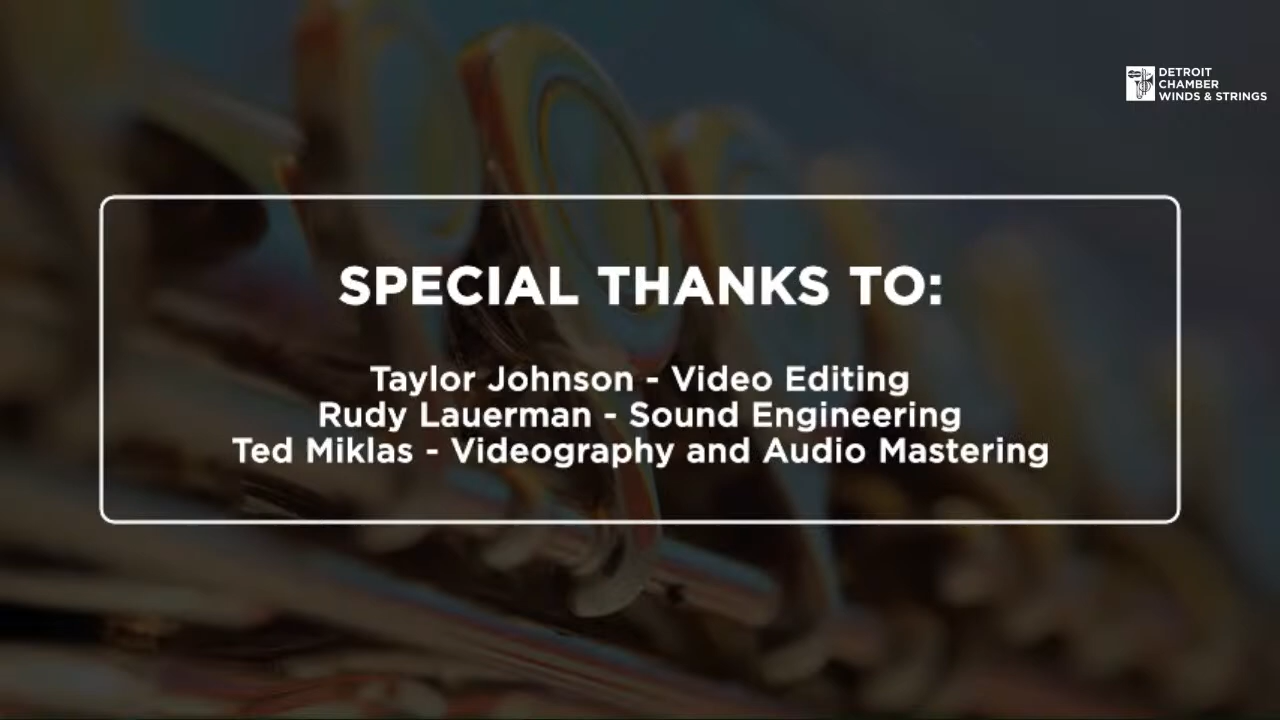 DETROIT
CHAMBER
WINDS & STRINGS
SPECIAL THANKS TO:
Taylor Johnson - Video Editing
Rudy Lauerman - Sound Engineering
Ted Miklas - Videography and Audio Mastering